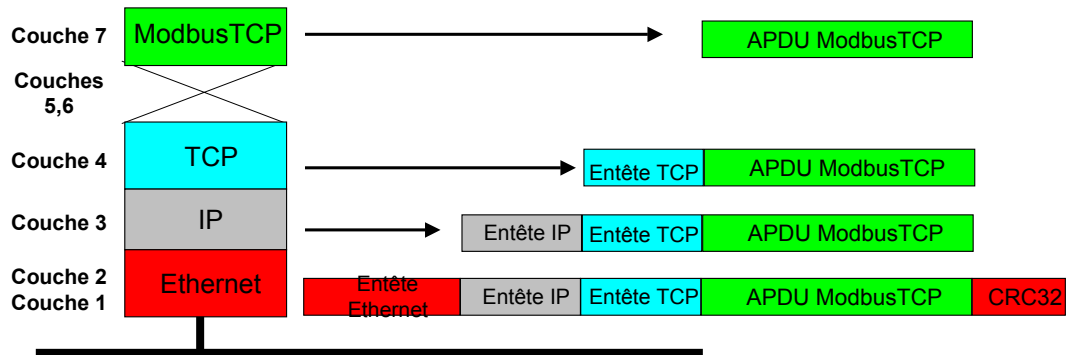 Couche 7
ModbusTCP
APDU ModbusTCP
Couches
5,6
Couche 4
TCP
Entête TCP
APDU ModbusTCP
Couche 3
IP
Entête IP
Entête TCP
APDU ModbusTCP
Couche 2
Couche 1
Ethernet
Entête
Ethernet
Entête IP
Entête TCP
APDU ModbusTCP
CRC32